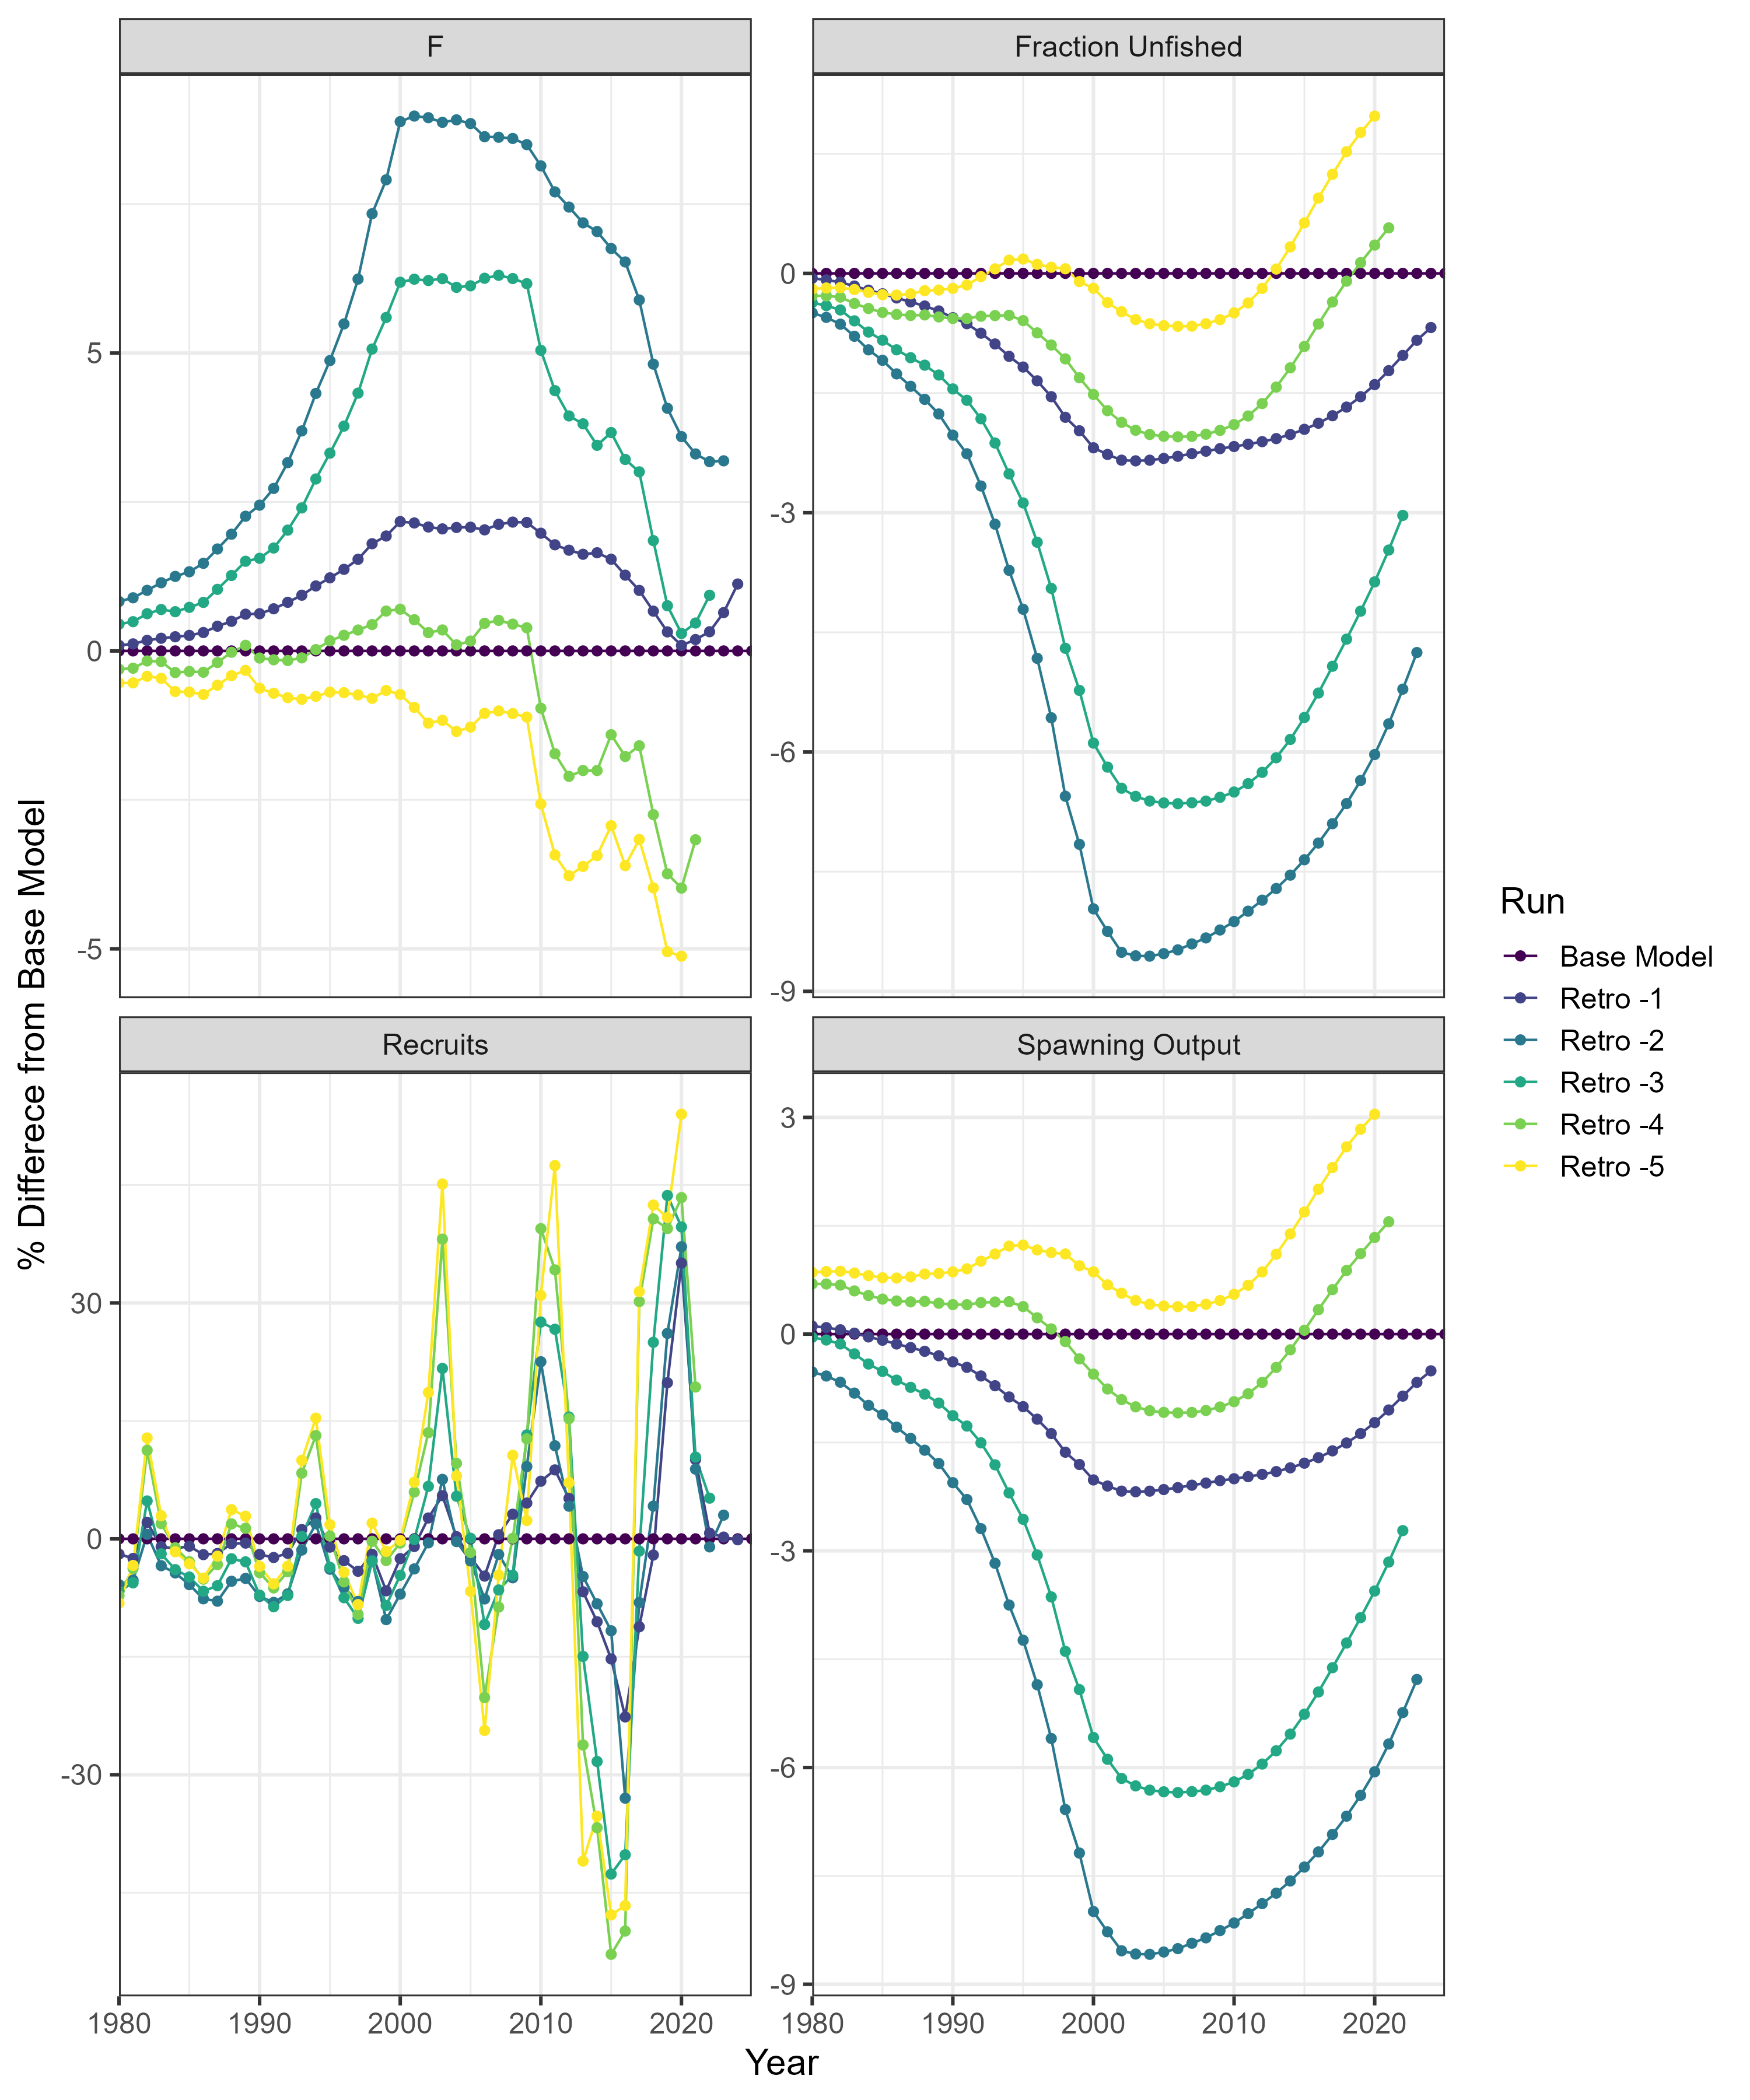 F
Fraction Unfished
5
0
-5
0
-3
-6
-9
Recruits
Spawning Output
30
0
-30
3
0
-3
-6
-9
1980 1990 2000 2010 2020
1980 1990 2000 2010 2020
Year
% Differece from Base Model
Run
Base Model
Retro -1
Retro -2
Retro -3
Retro -4
Retro -5